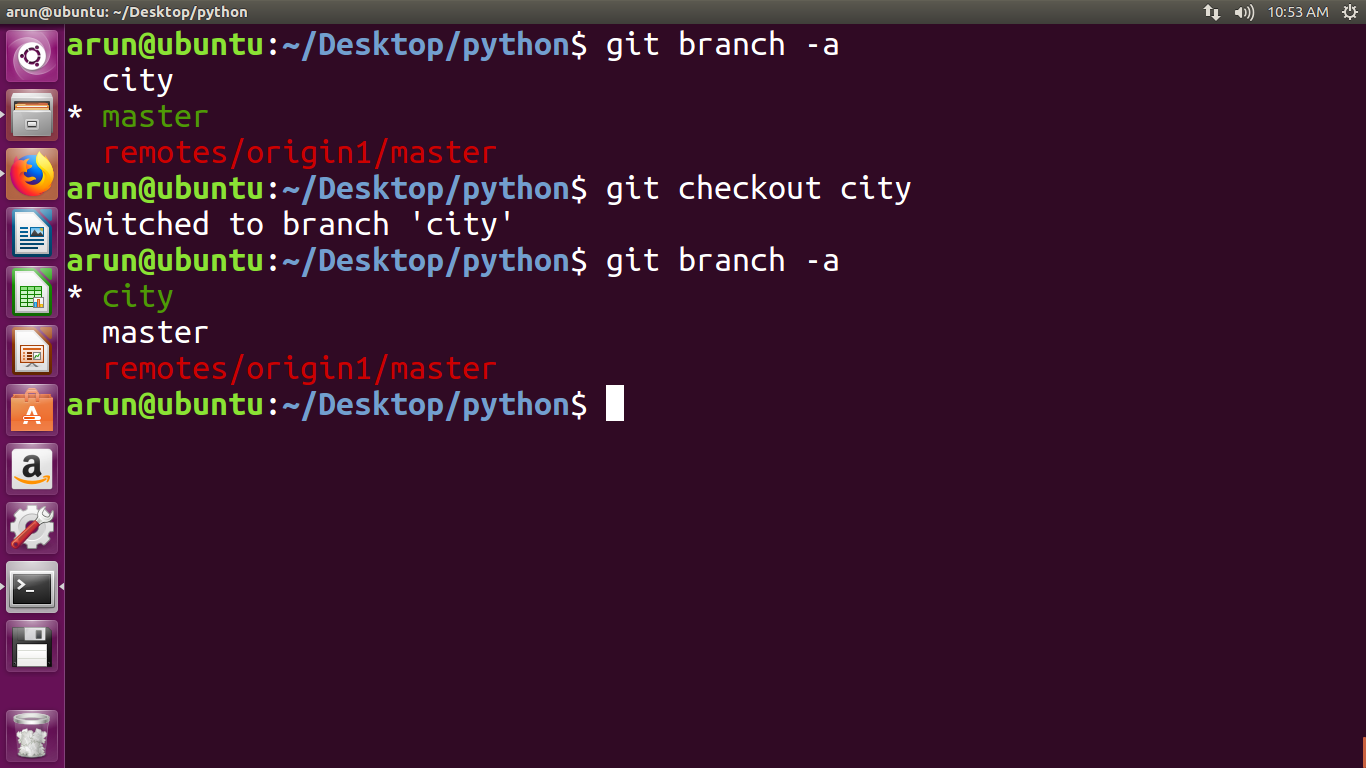 arun@ubuntu: ~/Desktop/python
10:53 AM
arun@ubuntu:~/Desktop/python$ git branch -a
  city
* master
  remotes/origin1/master
arun@ubuntu:~/Desktop/python$ git checkout city
Switched to branch 'city'
arun@ubuntu:~/Desktop/python$ git branch -a
* city
  master
  remotes/origin1/master
arun@ubuntu:~/Desktop/python$